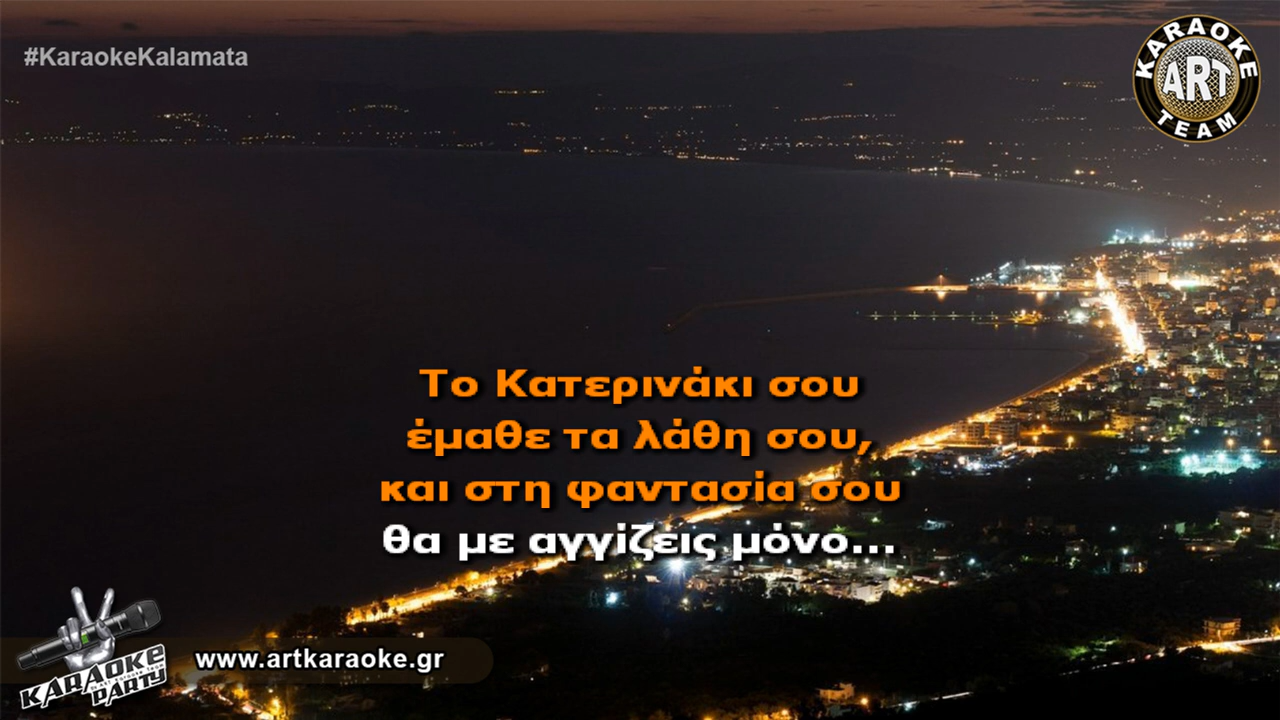 #KaraokeKalamata
KARAOKE
ART
TEAM
Το Κατερινάκι σου
έμαθε τα λάθη σου,
και στη φαντασία σου
θα με αγγίζεις μόνο...
KARAOKE
PARTY
www.artkaraoke.gr